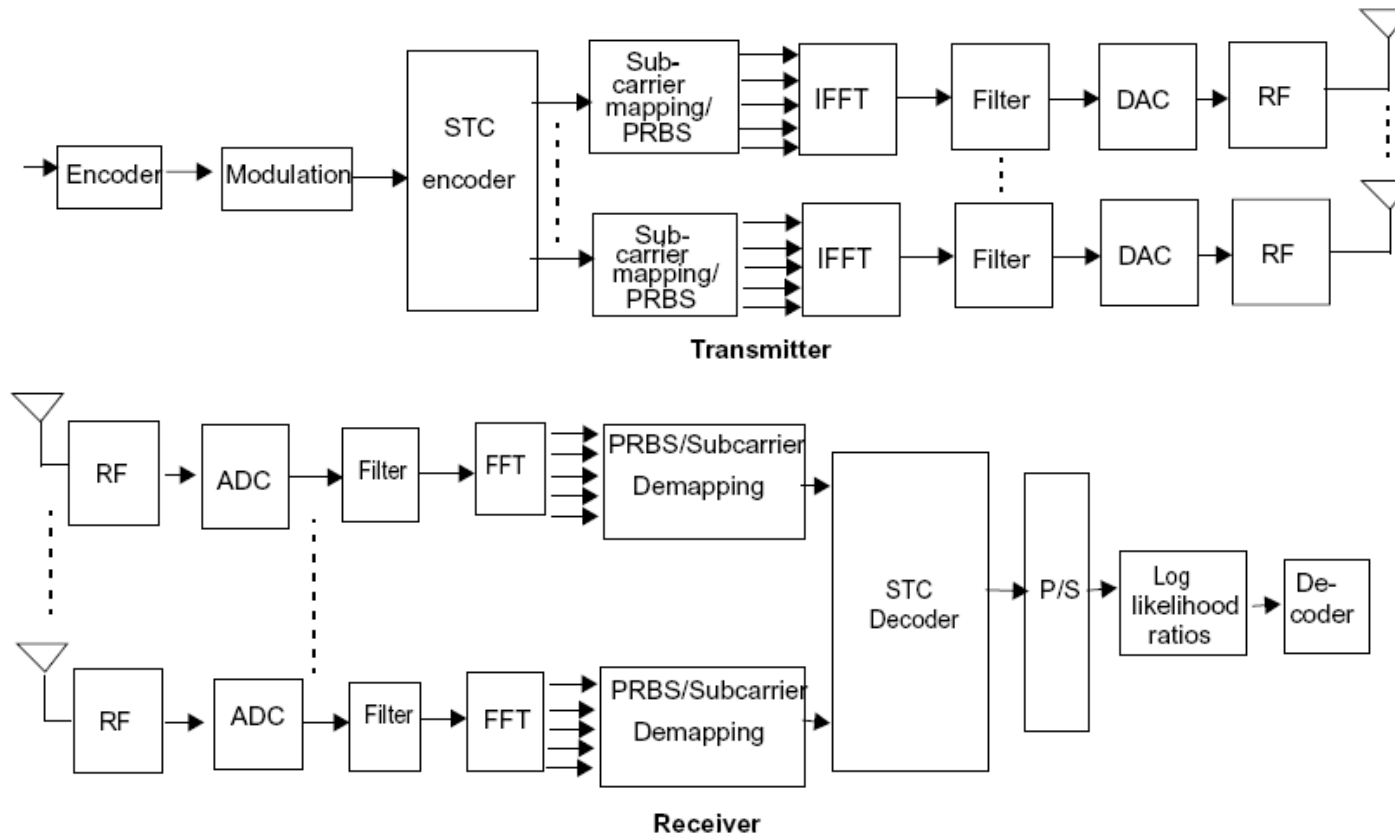 Encoder
Modulation
STC
encoder
Sub-
carrier
mapping/
PRBS
IFFT
Filter
DAC
RF
Sub-
carrier
mapping/
PRBS
IFFT
Filter
DAC
RF
Transmitter
RF
ADC
Filter
FFT
PRBS/Subcarrier
Demapping
RF
ADC
Filter
FFT
PRBS/Subcarrier
Demapping
STC
Decoder
P/S
Log
likelihood
ratios
De-
coder
Receiver